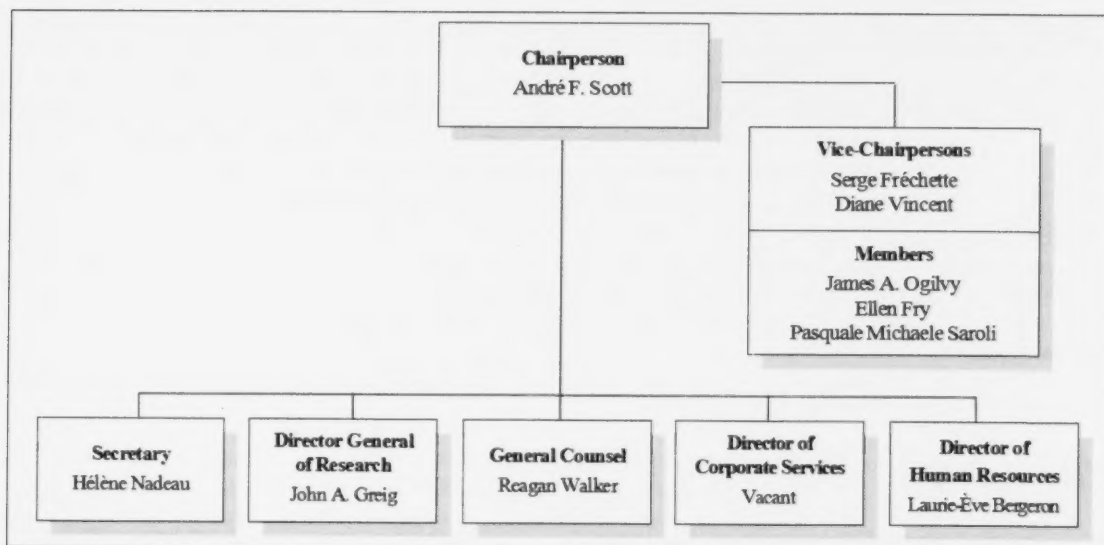 Chairperson
André F. Scott
Vice-Chairpersons
Serge Fréchette
Diane Vincent
Members
James A. Ogilvy
Ellen Fry
Pasquale Michaele Saroli
Secretary
Hélène Nadeau
Director General
of Research
John A. Greig
General Counsel
Reagan Walker
Director of
Corporate Services
Vacant
Director of
Human Resources
Laurie-Ève Bergeron